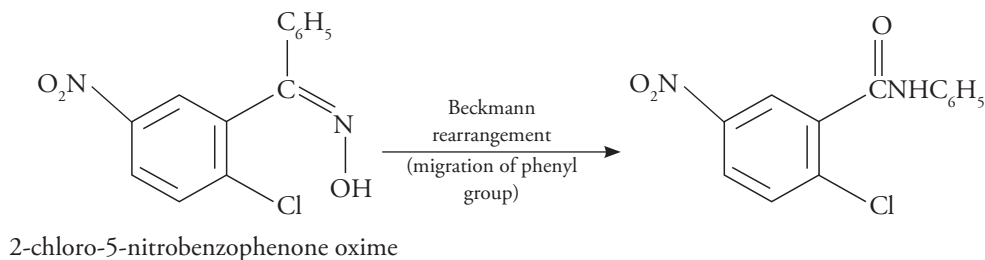 C₆H₅
O₂N
C
N
OH
Cl
Beckmann
rearrangement
(migration of phenyl
group)
O
O₂N
CNHC₆H₅
Cl
2-chloro-5-nitrobenzophenone oxime